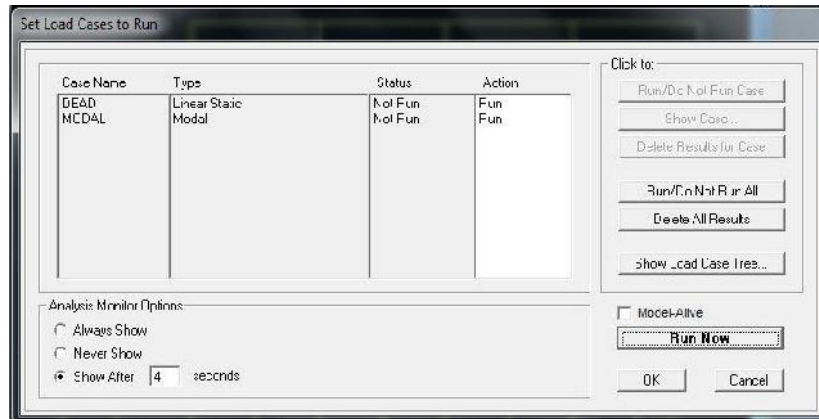 Set Load Cases to Run
Case Name Type Status Action
DEAD Linear Static Not Run Run
MODAL Modal Not Run Run
Click to:
Run/Do Not Run Case
Show Case...
Delete Results for Case
Run/Do Not Run All
Delete All Results
Show Load Case Tree...
Analysis Monitor Options
Always Show
Never Show
Show After 4 seconds
Model-Alive
Run Now
OK Cancel